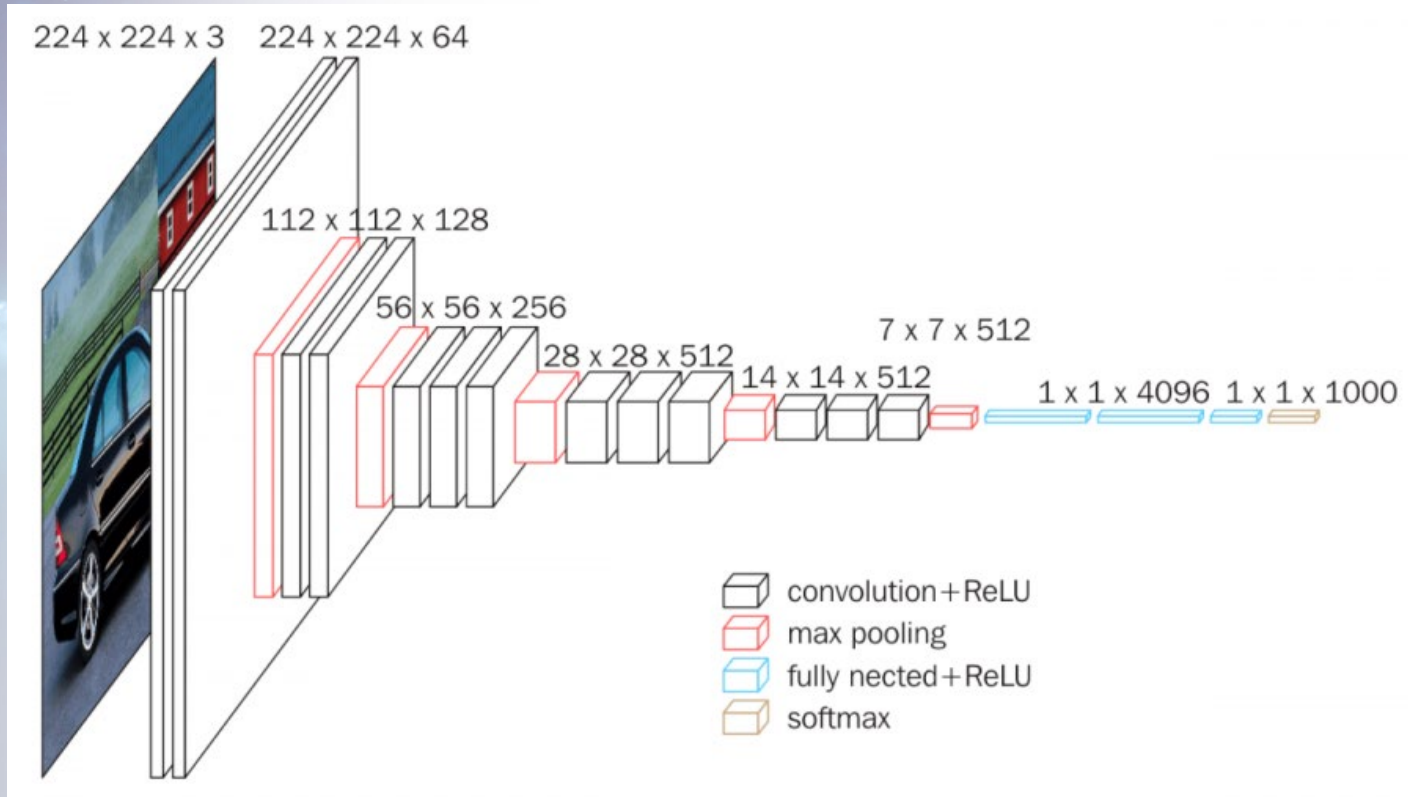 224 x 224 x 3
224 x 224 x 64
112 x 112 x 128
56 x 56 x 256
28 x 28 x 512
14 x 14 x 512
7 x 7 x 512
1 x 1 x 4096
1 x 1 x 1000
convolution+ReLU
max pooling
fully nected+ReLU
softmax